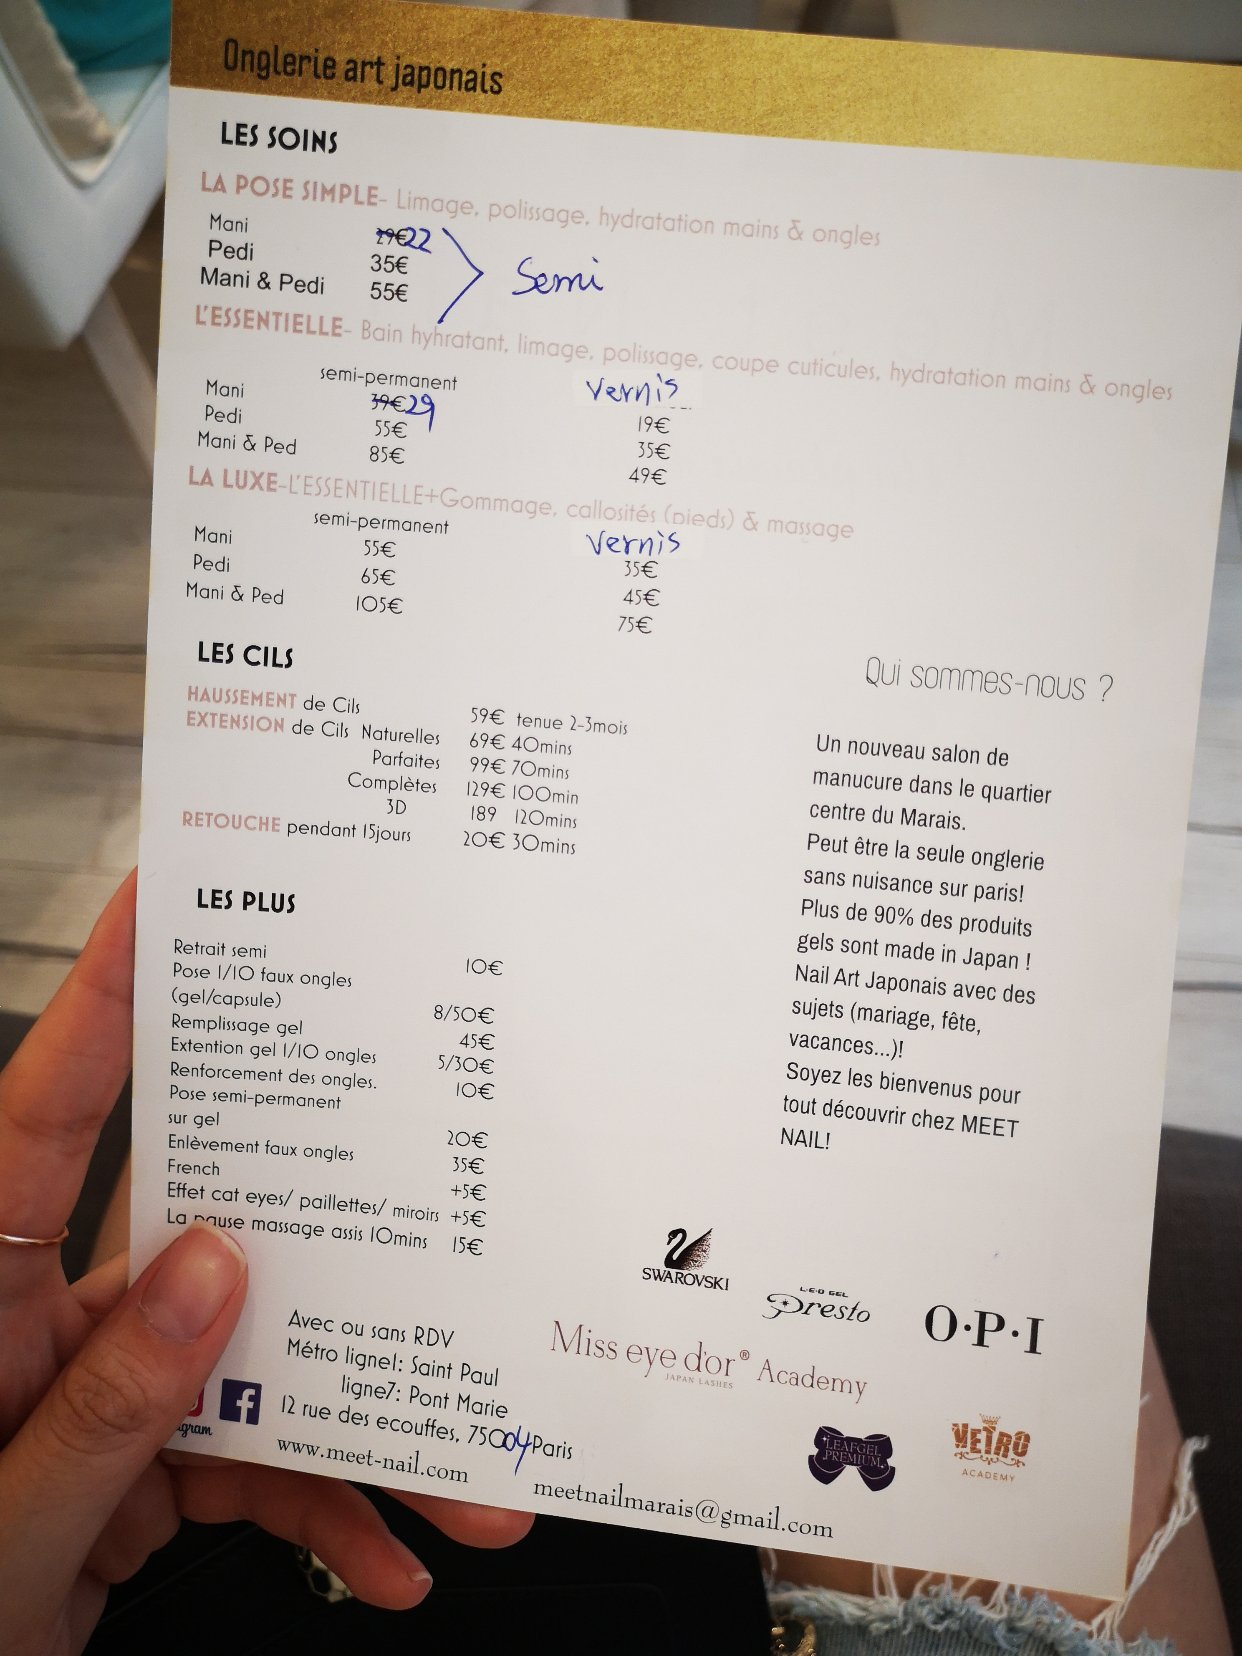 Onglerie art japonais
LES SOINS
LA POSE SIMPLE- Limage, polissage, hydratation mains & ongles
Mani 29€ 22
Pedi 35€
Mani & Pedi 55€
Semi
L'ESSENTIELLE- Bain hyhratant, limage, polissage, coupe cuticules, hydratation mains & ongles
semi-permanent Vernis
Mani 39€ 29 19€
Pedi 55€ 35€
Mani & Ped 85€ 49€
LA LUXE-L'ESSENTIELLE+Gommage, callosités (pieds) & massage
semi-permanent Vernis
Mani 55€ 35€
Pedi 65€ 45€
Mani & Ped 105€ 75€
LES CILS
HAUSSEMENT de Cils 59€ tenue 2-3mois
EXTENSION de Cils Naturelles 69€ 40mins
Parfaites 99€ 70mins
Complètes 129€ 100min
3D 189 120mins
RETOUCHE pendant 15jours 20€ 30mins
LES PLUS
Retrait semi 10€
Pose 1/10 faux ongles
(gel/capsule) 8/50€
Remplissage gel 45€
Extention gel 1/10 ongles 5/30€
Renforcement des ongles. 10€
Pose semi-permanent
sur gel 20€
Enlèvement faux ongles 35€
French +5€
Effet cat eyes/ paillettes/ miroirs +5€
La pause massage assis 10mins 15€
Qui sommes-nous ?
Un nouveau salon de
manucure dans le quartier
centre du Marais.
Peut être la seule onglerie
sans nuisance sur paris!
Plus de 90% des produits
gels sont made in Japan !
Nail Art Japonais avec des
sujets (mariage, fête,
vacances...)!
Soyez les bienvenus pour
tout découvrir chez MEET
NAIL!
SWAROVSKI
L·E·D GEL
Presto
O·P·I
Miss eye d'or® Academy
JAPAN LASHES
LEAFGEL
PREMIUM
VETRO
ACADEMY
Avec ou sans RDV
Métro ligne1: Saint Paul
ligne7: Pont Marie
12 rue des ecouffes, 75004 Paris
www.meet-nail.com
meetnailmarais@gmail.com